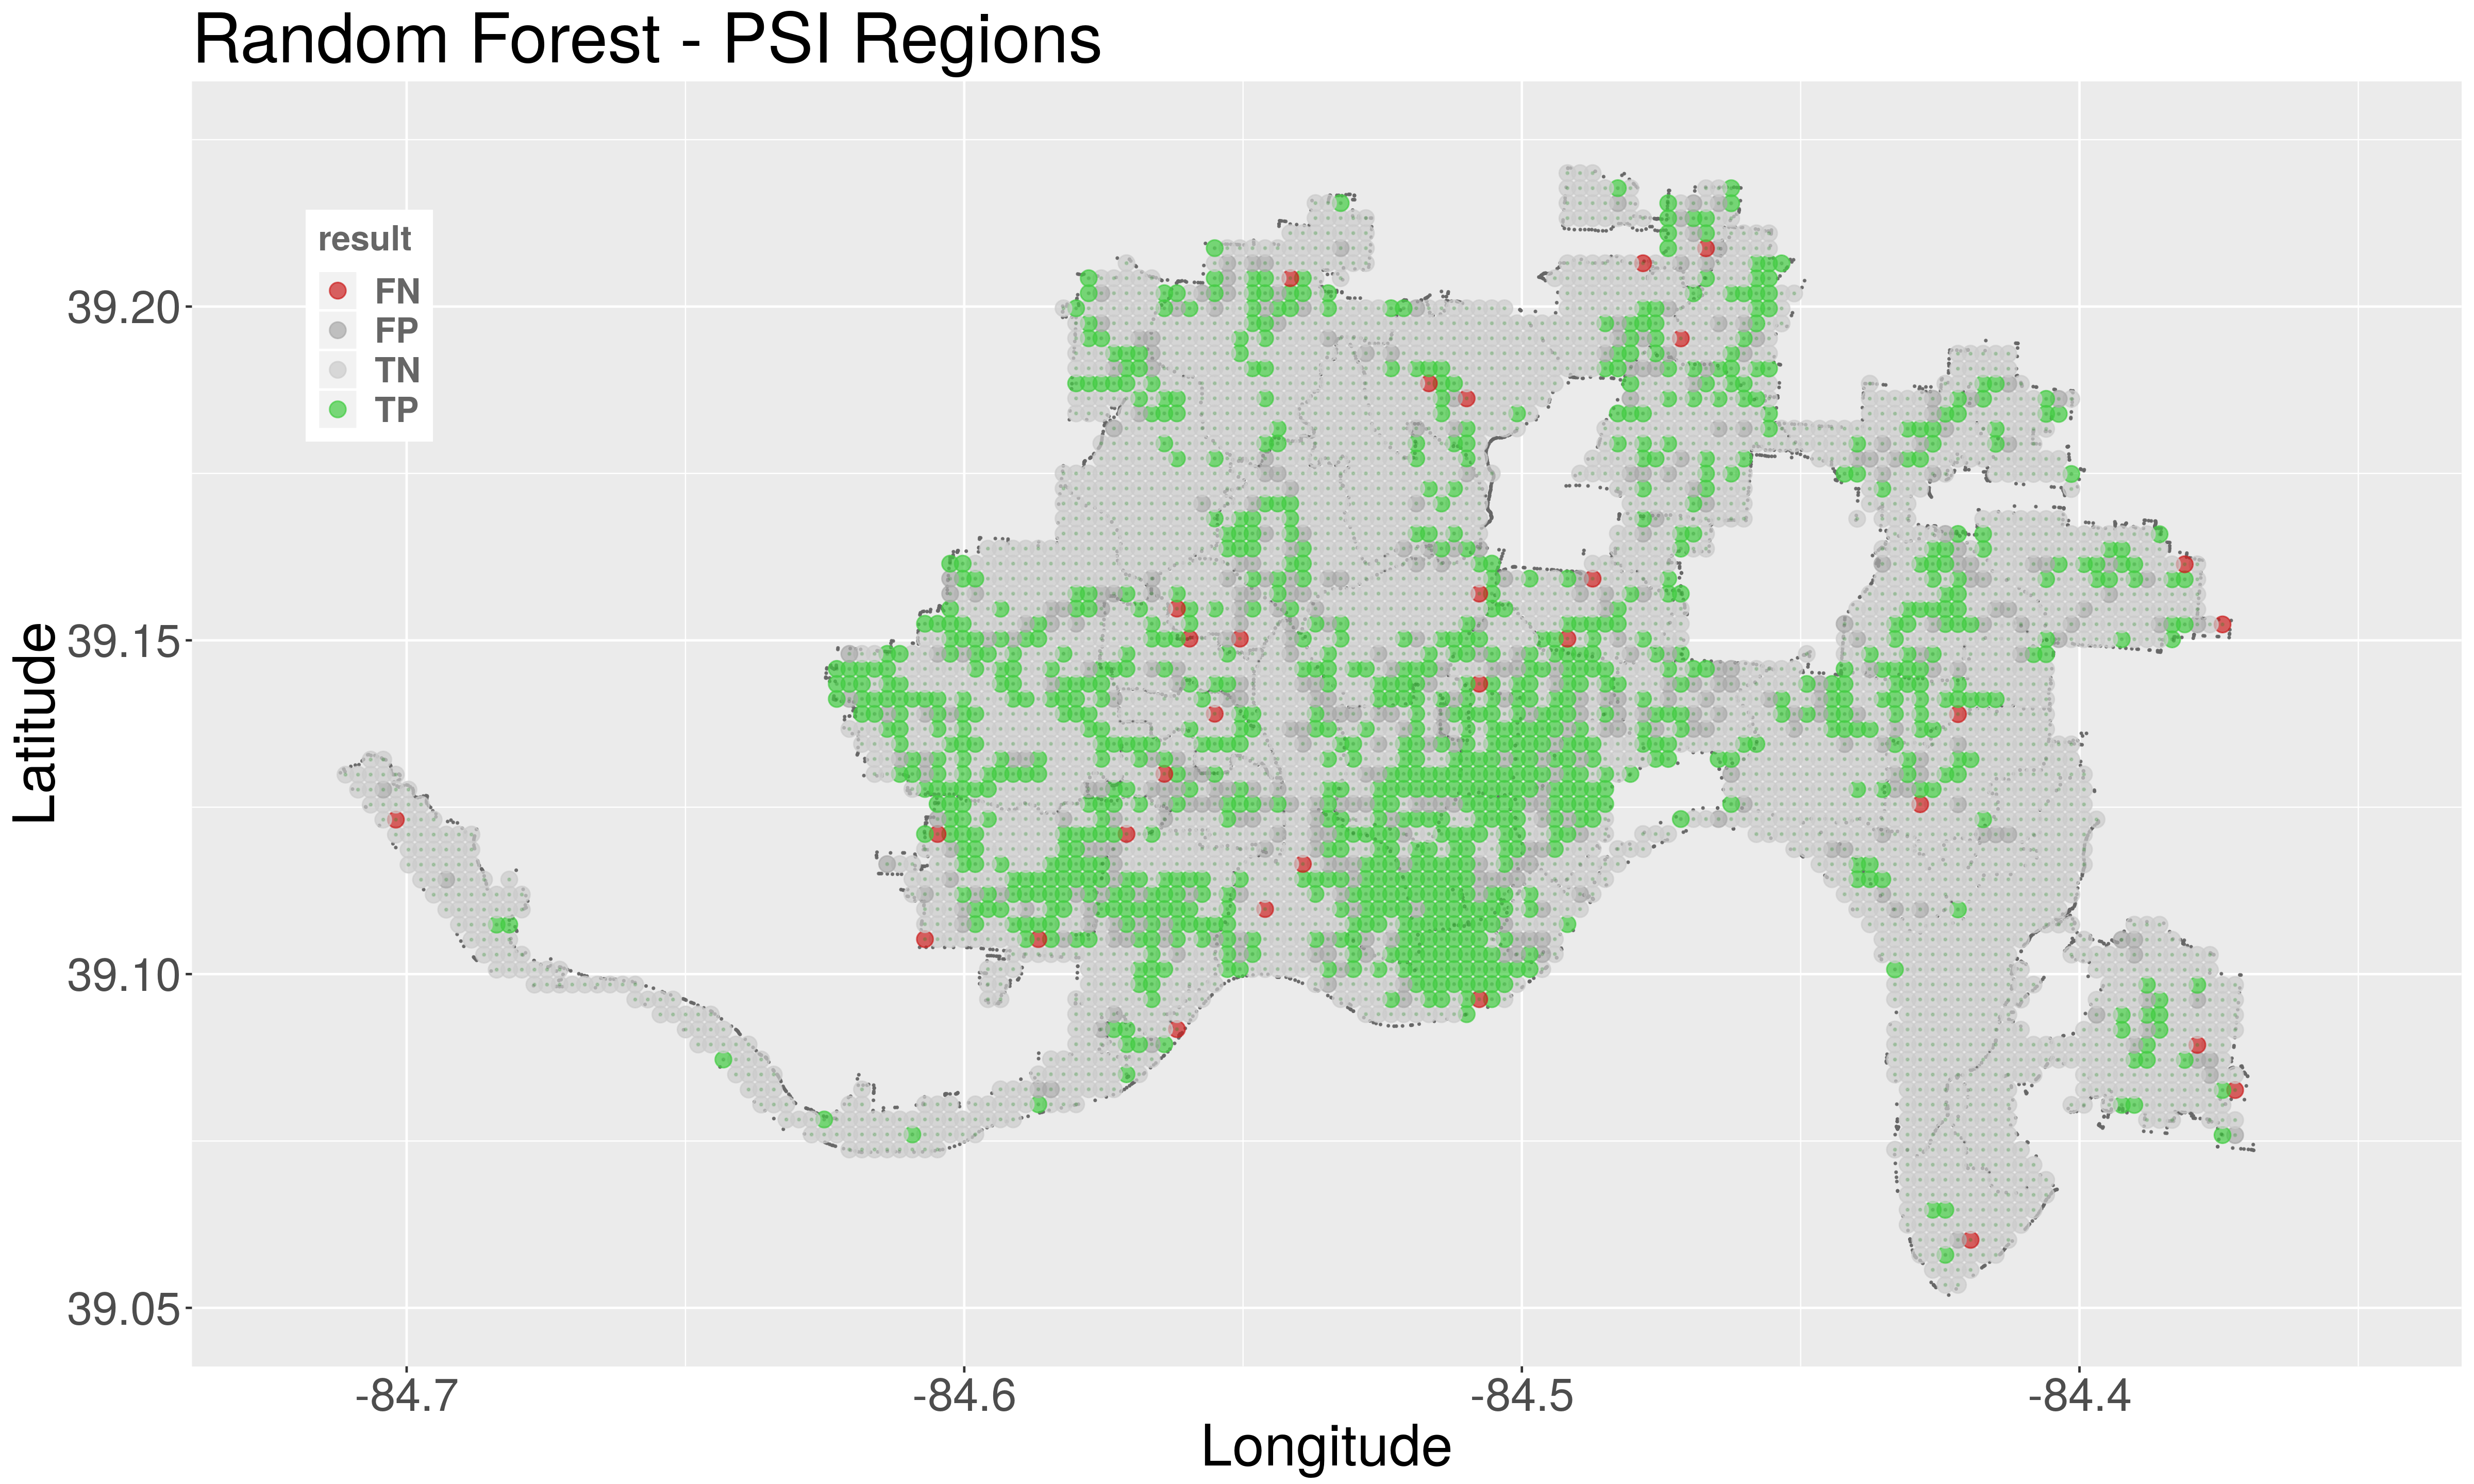 Random Forest - PSI Regions
result
FN
FP
TN
TP
39.20
39.15
39.10
39.05
Latitude
-84.7
-84.6
-84.5
-84.4
Longitude